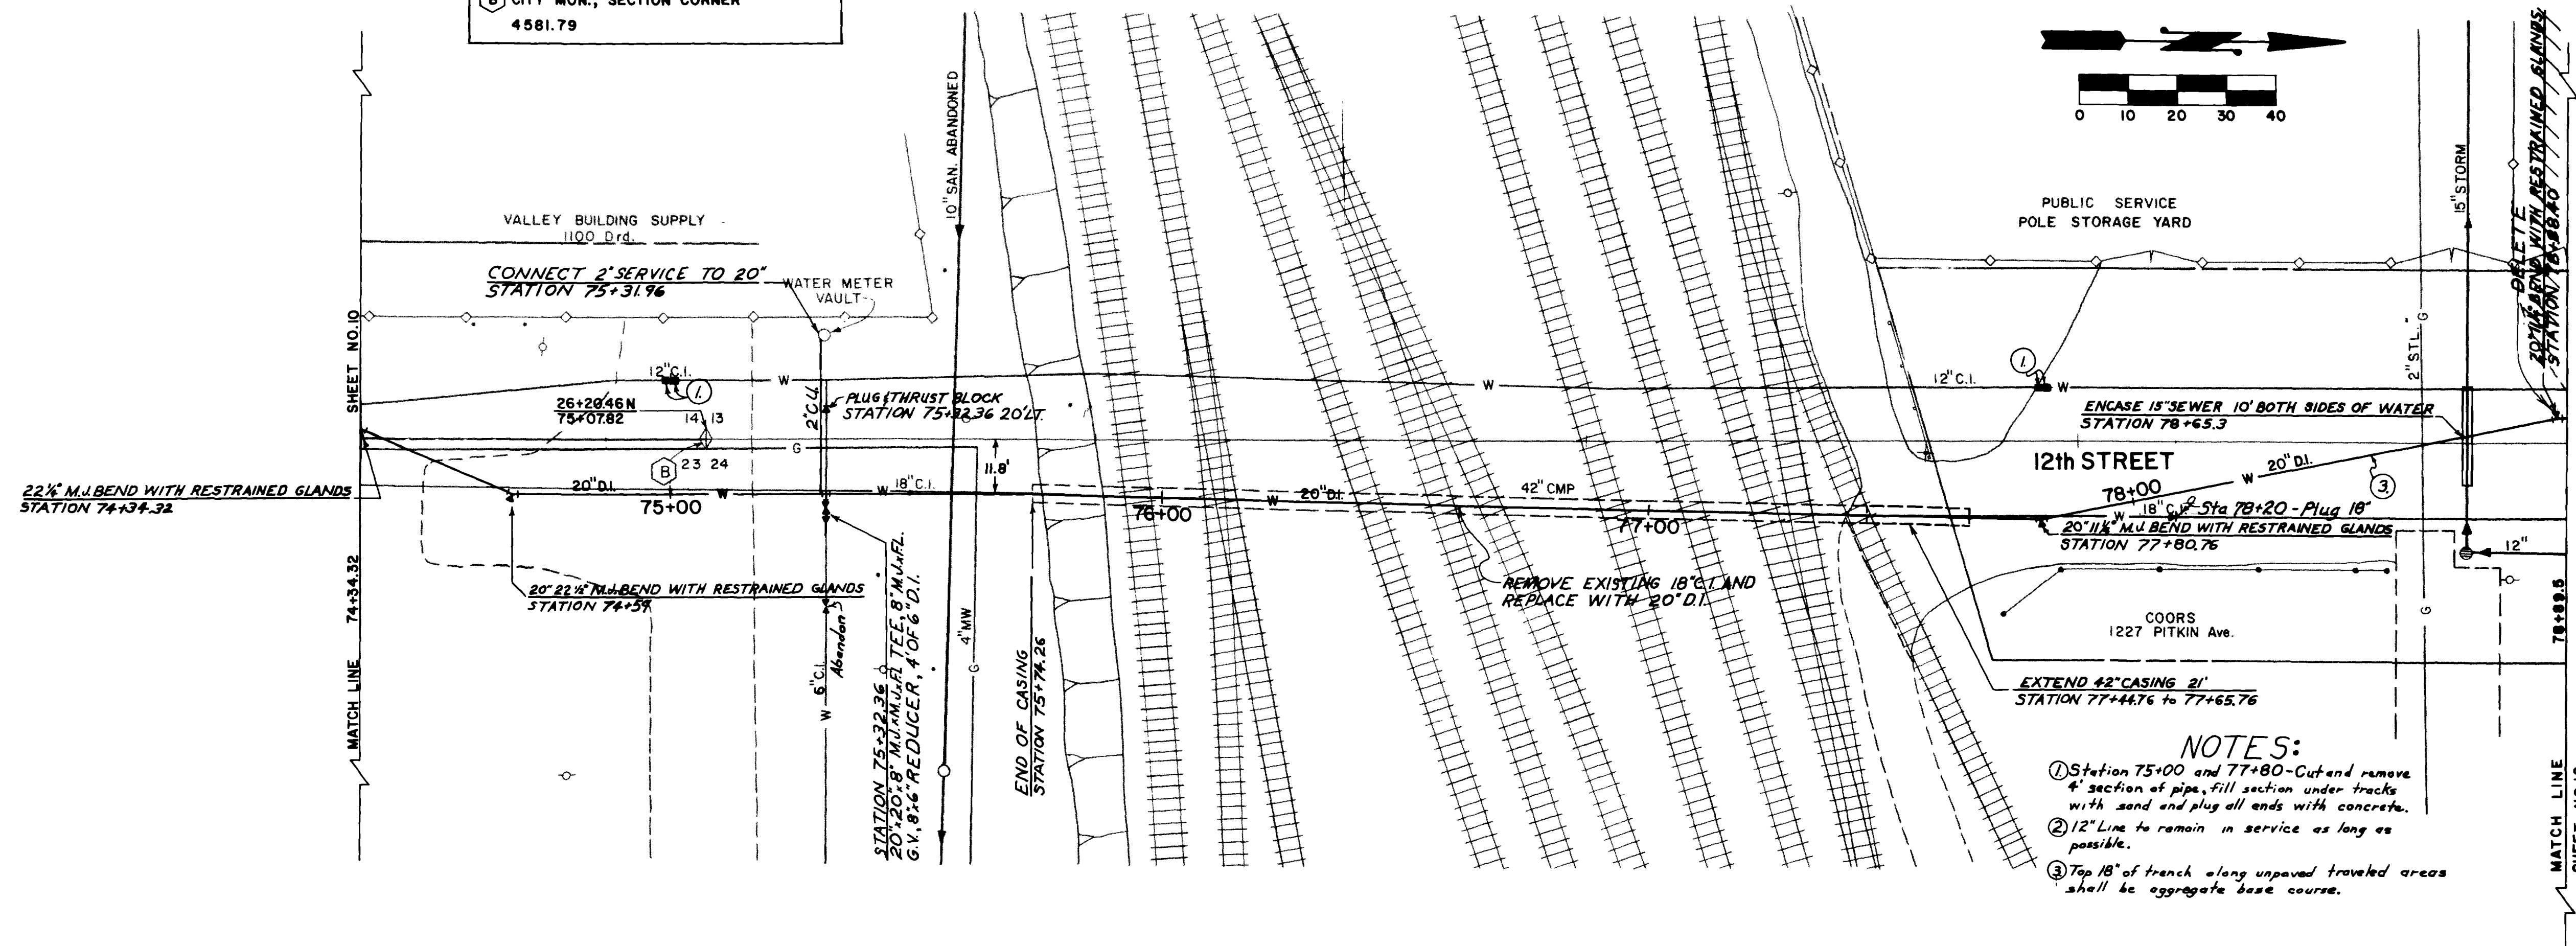 B CITY MON., SECTION CORNER
4581.79
0 10 20 30 40
VALLEY BUILDING SUPPLY
1100 Drd.
CONNECT 2" SERVICE TO 20"
STATION 75+31.96
WATER METER
VAULT
10" SAN. ABANDONED
PUBLIC SERVICE
POLE STORAGE YARD
15" STORM
DELETE
WITH RESTRAINED GLANDS
2" STL.
G
SHEET NO.10
12" C.I.
1
W
2" C.I.
PLUG & THRUST BLOCK
STATION 75+32.36 20' LT.
26+20.46 N
75+07.82
14 13
23 24
B
G
11.8'
W
12" C.I.
1.
W
ENCASE 15" SEWER 10' BOTH SIDES OF WATER
STATION 78+65.3
12th STREET
22 1/2° M.J. BEND WITH RESTRAINED GLANDS
STATION 74+34.32
20" D.I.
75+00
W
W
18" C.I.
76+00
W
20" D.I.
42" CMP
77+00
78+00
W
20" D.I.
3.
W
18" C.I.
2
W
Sta 78+20 - Plug 18"
20" 11 1/4° M.J. BEND WITH RESTRAINED GLANDS
STATION 77+80.76
12"
20" 22 1/2° M.J. BEND WITH RESTRAINED GLANDS
STATION 74+59
REMOVE EXISTING 18" C.I. AND
REPLACE WITH 20" D.I.
COORS
1227 PITKIN Ave.
G
MATCH LINE 74+34.32
W
6" C.I.
Abandon
STATION 75+32.36
20"x20"x8" M.J.xM.J.xFL TEE, 8" M.J.xFL.
G.V., 8"x6" REDUCER, 4' OF 6" D.I.
4" MW
G
END OF CASING
STATION 75+74.26
EXTEND 42" CASING 21'
STATION 77+44.76 to 77+65.76
78+89.5
MATCH LINE
NOTES:
1. Station 75+00 and 77+80 - Cut and remove
4' section of pipe, fill section under tracks
with sand and plug all ends with concrete.
2 12" Line to remain in service as long as
possible.
3 Top 18" of trench along unpaved traveled areas
shall be aggregate base course.